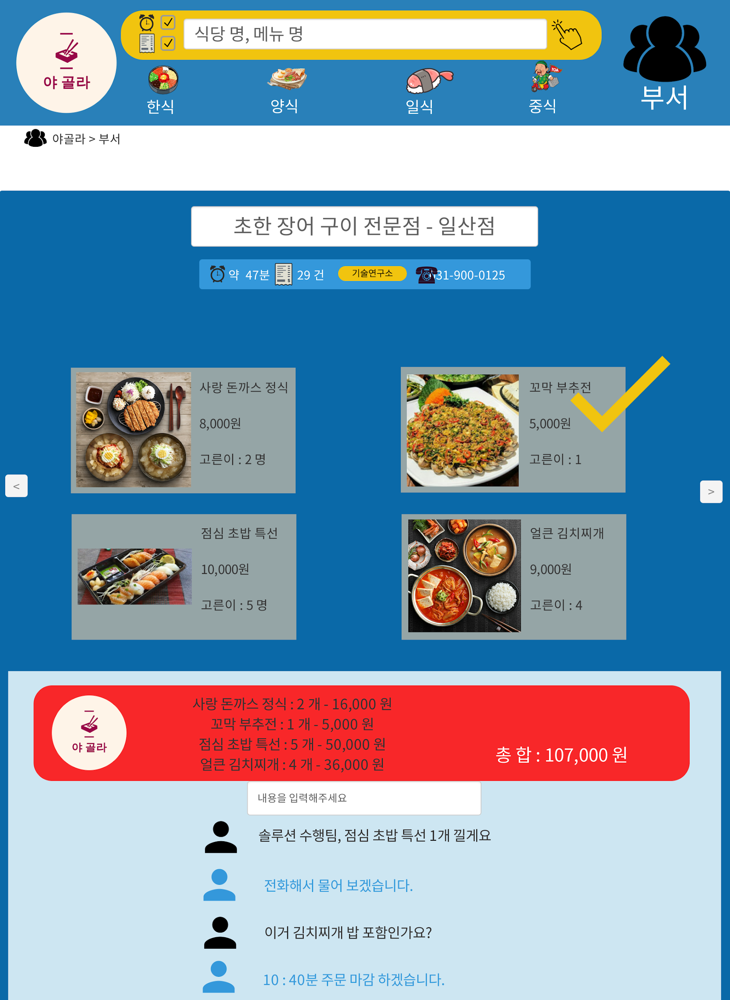 야 골라
식당 명, 메뉴 명
TOA
한식
양식
일식
중식
부서
야골라 > 부서
초한 장어 구이 전문점 - 일산점
약 47분
29 건
기술연구소
031-900-0125
사랑 돈까스 정식
8,000원
고른이 : 2 명
꼬막 부추전
5,000원
고른이 : 1
<
>
점심 초밥 특선
10,000원
고른이 : 5 명
얼큰 김치찌개
9,000원
고른이 : 4
야 골라
사랑 돈까스 정식 : 2 개 - 16,000 원
꼬막 부추전 : 1 개 - 5,000 원
점심 초밥 특선 : 5 개 - 50,000 원
얼큰 김치찌개 : 4 개 - 36,000 원
총 합 : 107,000 원
내용을 입력해주세요
솔루션 수행팀, 점심 초밥 특선 1개 낄게요
전화해서 물어 보겠습니다.
이거 김치찌개 밥 포함인가요?
10 : 40분 주문 마감 하겠습니다.